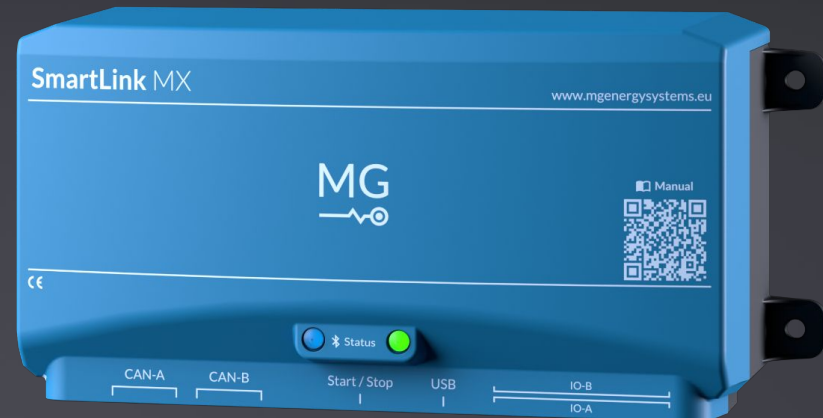 SmartLink MX
www.mgenergysystems.eu
MG
Manual
CE
Status
CAN-A
CAN-B
Start / Stop
USB
IO-B
IO-A